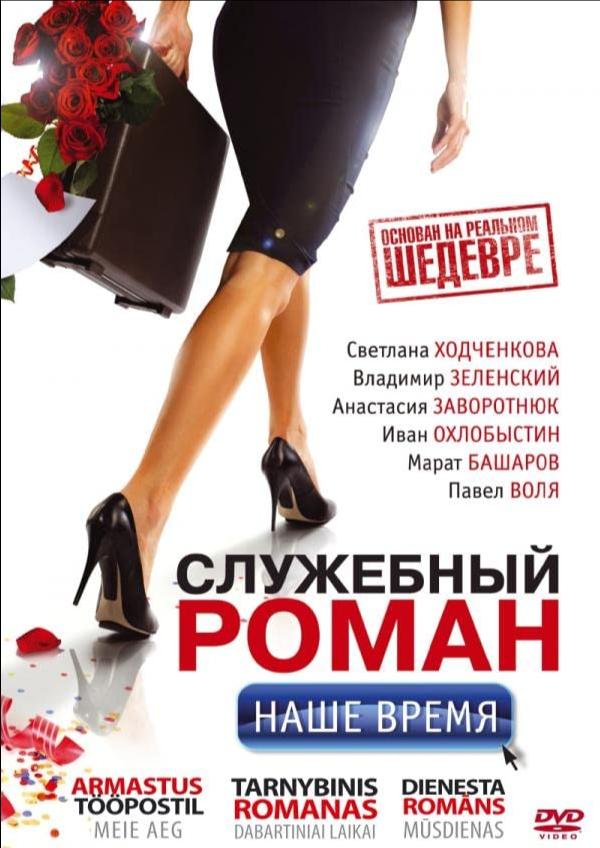 ОСНОВАН НА РЕАЛЬНОМ
ШЕДЕВРЕ
Светлана ХОДЧЕНКОВА
Владимир ЗЕЛЕНСКИЙ
Анастасия ЗАВОРОТНЮК
Иван ОХЛОБЫСТИН
Марат БАШАРОВ
Павел ВОЛЯ
СЛУЖЕБНЫЙ
РОМАН
НАШЕ ВРЕМЯ
ARMASTUS
TÖÖPOSTIL
MEIE AEG
TARNYBINIS
ROMANAS
DABARTINIAI LAIKAI
DIENESTA
ROMĀNS
MŪSDIENAS
DVD
VIDEO